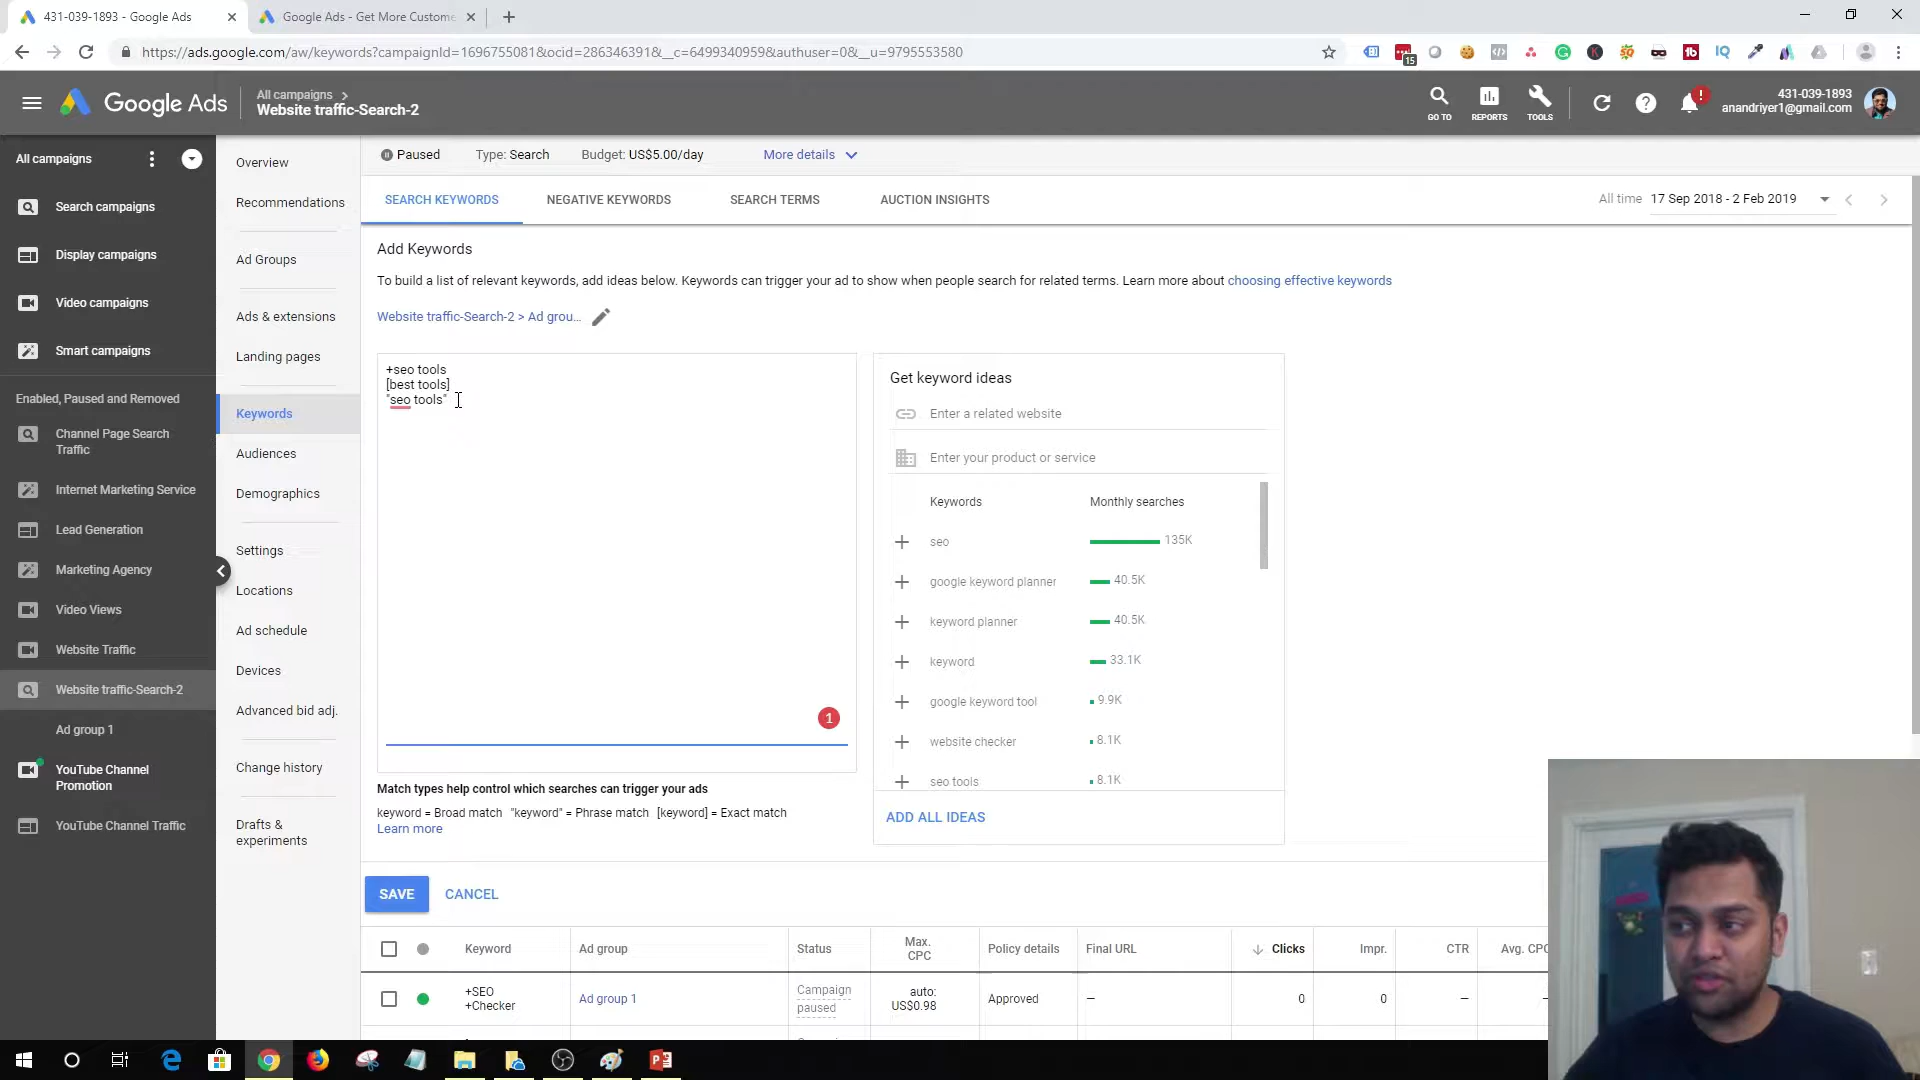 431-039-1893 - Google Ads
Google Ads - Get More Custome
https://ads.google.com/aw/keywords?campaignId=1696755081&ocid=286346391&__c=6499340959&authuser=0&__u=9795553580
15
Google Ads
All campaigns
Website traffic-Search-2
GO TO
REPORTS
TOOLS
!
431-039-1893
anandriyer1@gmail.com
All campaigns
Search campaigns
Display campaigns
Video campaigns
Smart campaigns
Enabled, Paused and Removed
Channel Page Search
Traffic
Internet Marketing Service
Lead Generation
Marketing Agency
Video Views
Website Traffic
Website traffic-Search-2
Ad group 1
YouTube Channel
Promotion
YouTube Channel Traffic
Overview
Recommendations
Ad Groups
Ads & extensions
Landing pages
Keywords
Audiences
Demographics
Settings
Locations
Ad schedule
Devices
Advanced bid adj.
Change history
Drafts &
experiments
Paused
Type: Search
Budget: US$5.00/day
More details
SEARCH KEYWORDS
NEGATIVE KEYWORDS
SEARCH TERMS
AUCTION INSIGHTS
All time
17 Sep 2018 - 2 Feb 2019
Add Keywords
To build a list of relevant keywords, add ideas below. Keywords can trigger your ad to show when people search for related terms. Learn more about choosing effective keywords
Website traffic-Search-2 > Ad grou...
+seo tools
[best tools]
"seo tools"
1
Match types help control which searches can trigger your ads
keyword = Broad match "keyword" = Phrase match [keyword] = Exact match
Learn more
Get keyword ideas
Enter a related website
Enter your product or service
Keywords Monthly searches
seo 135K
google keyword planner 40.5K
keyword planner 40.5K
keyword 33.1K
google keyword tool 9.9K
website checker 8.1K
seo tools 8.1K
ADD ALL IDEAS
SAVE
CANCEL
Keyword
Ad group
Status
Max.
CPC
Policy details
Final URL
Clicks
Impr.
CTR
Avg. CPC
+SEO
+Checker
Ad group 1
Campaign
paused
auto:
US$0.98
Approved
—
0
0
—